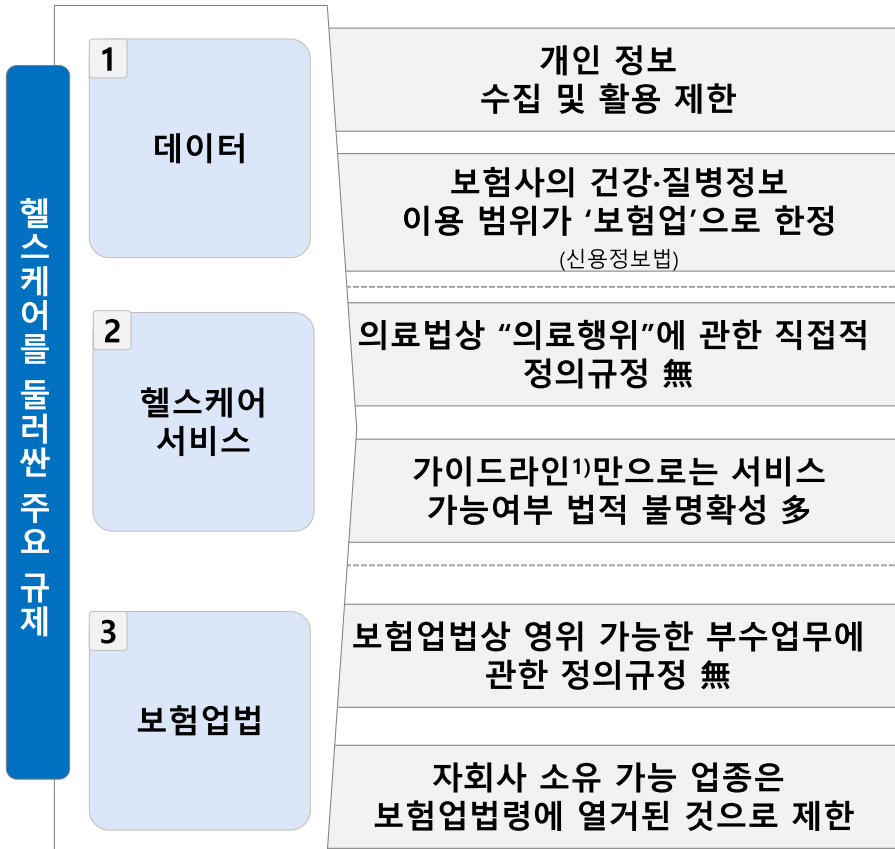 헬스케어를 둘러싼 주요 규제
1
데이터
개인 정보
수집 및 활용 제한
보험사의 건강·질병정보
이용 범위가 ‘보험업’으로 한정
(신용정보법)
2
헬스케어
서비스
의료법상 “의료행위”에 관한 직접적
정의규정 無
가이드라인1)만으로는 서비스
가능여부 법적 불명확성 多
3
보험업법
보험업법상 영위 가능한 부수업무에
관한 정의규정 無
자회사 소유 가능 업종은
보험업법령에 열거된 것으로 제한